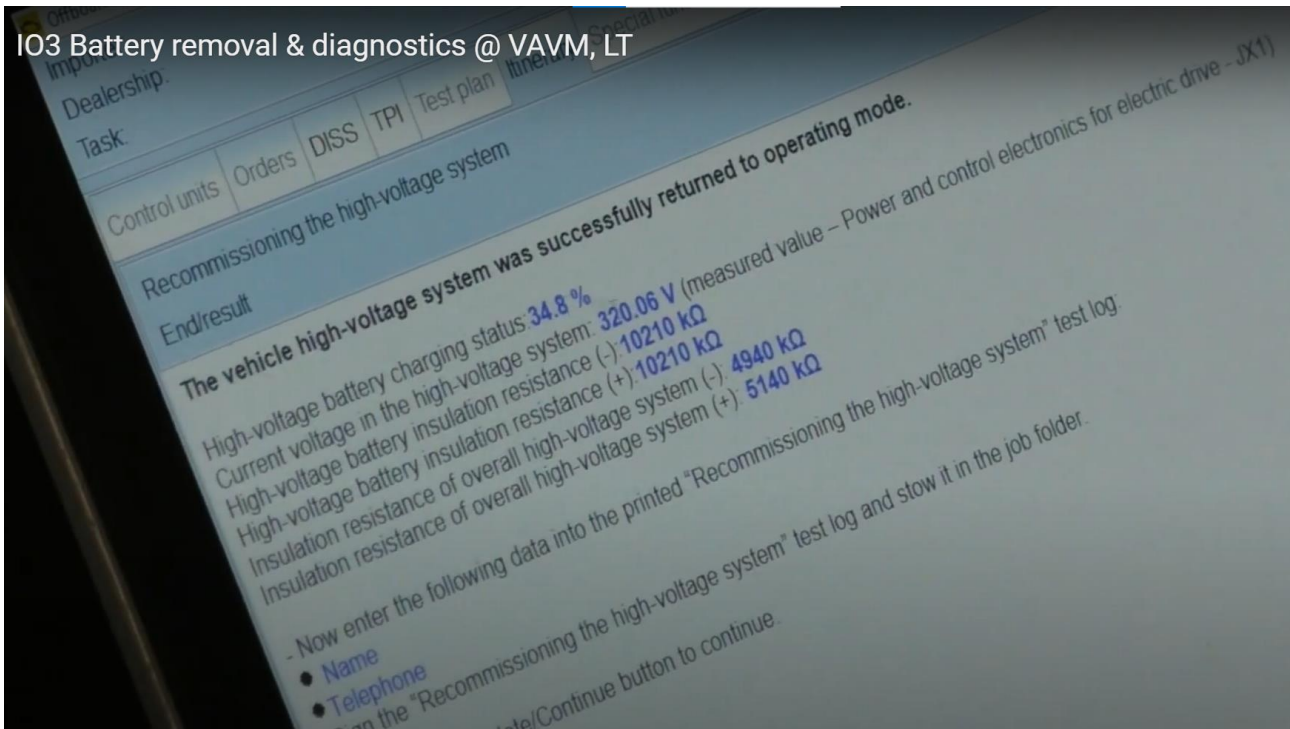 IO3 Battery removal & diagnostics @ VAVM, LT
Dealership:
Task:
Control units Orders DISS TPI Test plan Itinerary
Recommissioning the high-voltage system
End/result
The vehicle high-voltage system was successfully returned to operating mode.
High-voltage battery charging status:34.8 %
Current voltage in the high-voltage system: 320.06 V (measured value – Power and control electronics for electric drive - JX1)
High-voltage battery insulation resistance (-):10210 kΩ
High-voltage battery insulation resistance (+):10210 kΩ
Insulation resistance of overall high-voltage system (-): 4940 kΩ
Insulation resistance of overall high-voltage system (+): 5140 kΩ
- Now enter the following data into the printed “Recommissioning the high-voltage system” test log:
● Name
● Telephone
the “Recommissioning the high-voltage system” test log and stow it in the job folder.
/Continue button to continue.